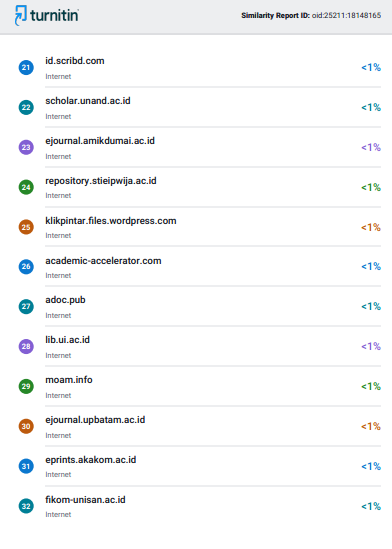 turnitin
Similarity Report ID: oid:25211:18148165
21 id.scribd.com <1%
Internet
22 scholar.unand.ac.id <1%
Internet
23 ejournal.amikdumai.ac.id <1%
Internet
24 repository.stieipwija.ac.id <1%
Internet
25 klikpintar.files.wordpress.com <1%
Internet
26 academic-accelerator.com <1%
Internet
27 adoc.pub <1%
Internet
28 lib.ui.ac.id <1%
Internet
29 moam.info <1%
Internet
30 ejournal.upbatam.ac.id <1%
Internet
31 eprints.akakom.ac.id <1%
Internet
32 fikom-unisan.ac.id <1%
Internet